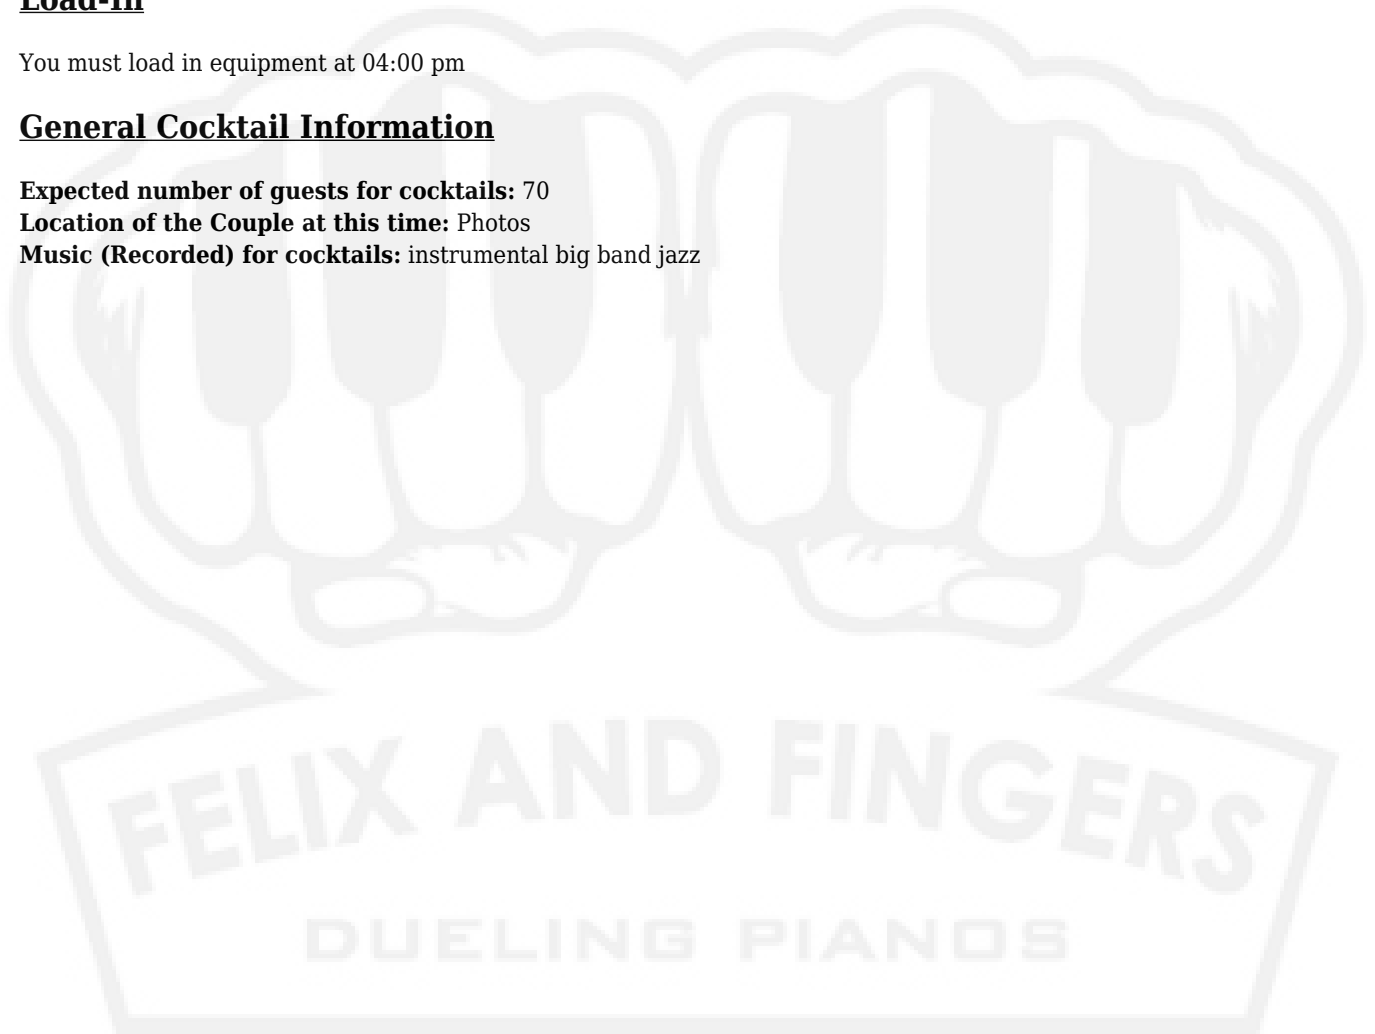 Load-In
You must load in equipment at 04:00 pm
General Cocktail Information
Expected number of guests for cocktails: 70
Location of the Couple at this time: Photos
Music (Recorded) for cocktails: instrumental big band jazz
FELIX AND FINGERS
DUELING PIANOS